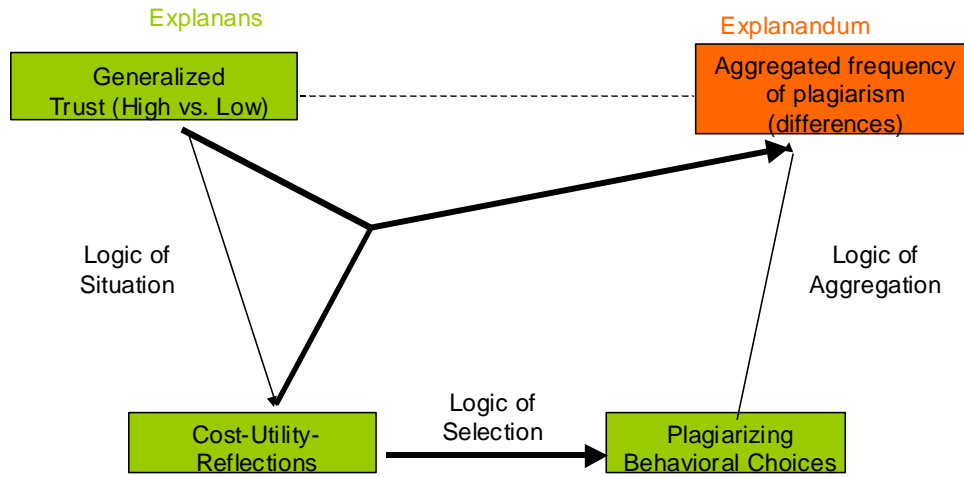 Explanans
Explanandum
Generalized
Trust (High vs. Low)
Aggregated frequency
of plagiarism
(differences)
Logic of
Situation
Logic of
Aggregation
Logic of
Selection
Cost-Utility-
Reflections
Plagiarizing
Behavioral Choices